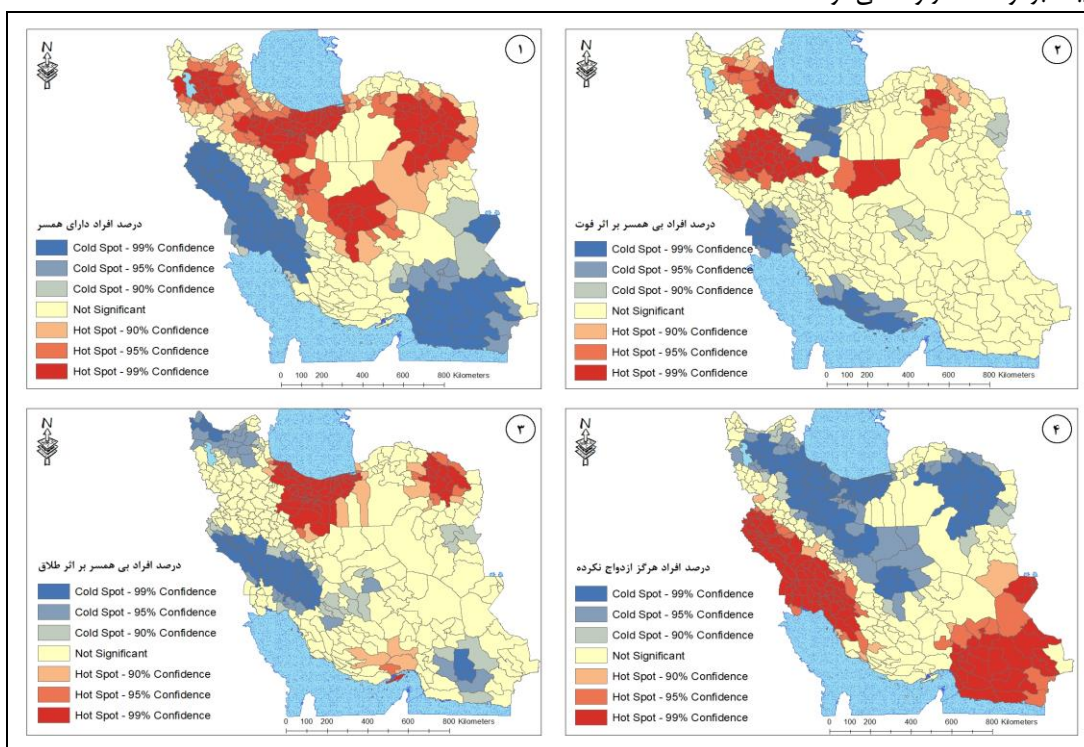 N
۱
درصد افراد دارای همسر
Cold Spot - 99% Confidence
Cold Spot - 95% Confidence
Cold Spot - 90% Confidence
Not Significant
Hot Spot - 90% Confidence
Hot Spot - 95% Confidence
Hot Spot - 99% Confidence
0 100 200 400 600 800 Kilometers
N
۲
درصد افراد بی همسر بر اثر فوت
Cold Spot - 99% Confidence
Cold Spot - 95% Confidence
Cold Spot - 90% Confidence
Not Significant
Hot Spot - 90% Confidence
Hot Spot - 95% Confidence
Hot Spot - 99% Confidence
0 100 200 400 600 800 Kilometers
N
۳
درصد افراد بی همسر بر اثر طلاق
Cold Spot - 99% Confidence
Cold Spot - 95% Confidence
Cold Spot - 90% Confidence
Not Significant
Hot Spot - 90% Confidence
Hot Spot - 95% Confidence
Hot Spot - 99% Confidence
0 100 200 400 600 800 Kilometers
N
۴
درصد افراد هرگز ازدواج نکرده
Cold Spot - 99% Confidence
Cold Spot - 95% Confidence
Cold Spot - 90% Confidence
Not Significant
Hot Spot - 90% Confidence
Hot Spot - 95% Confidence
Hot Spot - 99% Confidence
0 100 200 400 600 800 Kilometers